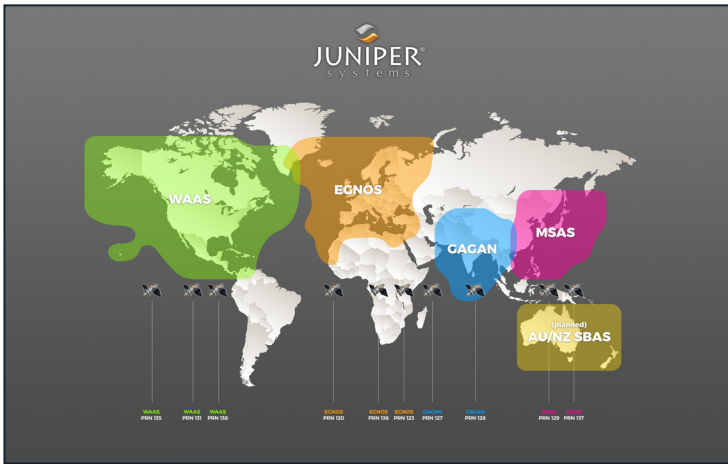 JUNIPER®
systems
WAAS
EGNOS
GAGAN
MSAS
(planned)
AU/NZ SBAS
WAAS
PRN 135
WAAS
PRN 131
WAAS
PRN 138
EGNOS
PRN 120
EGNOS
PRN 136
EGNOS
PRN 123
GAGAN
PRN 127
GAGAN
PRN 128
MSAS
PRN 129
MSAS
PRN 137